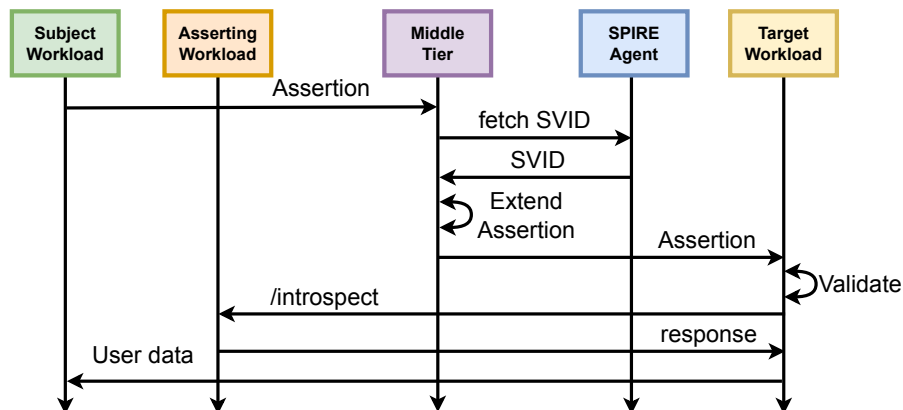 Subject
Workload
Asserting
Workload
Middle
Tier
SPIRE
Agent
Target
Workload
Assertion
fetch SVID
SVID
Extend
Assertion
Assertion
Validate
/introspect
response
User data